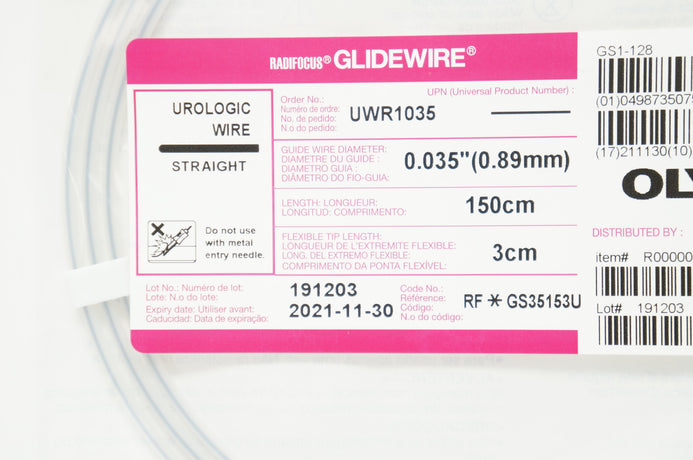 RADIFOCUS® GLIDEWIRE®
UROLOGIC
WIRE
STRAIGHT
Do not use
with metal
entry needle.
UPN (Universal Product Number) :
Order No.:
Numéro de ordre:
No. de pedido:
N.o do pedido:
UWR1035
GUIDE WIRE DIAMETER:
DIAMETRE DU GUIDE :
DIAMETRO GUIA :
DIÂMETRO DO FIO-GUIA:
0.035"(0.89mm)
LENGTH: LONGUEUR:
LONGITUD: COMPRIMENTO:
150cm
FLEXIBLE TIP LENGTH:
LONGUEUR DE L'EXTREMITE FLEXIBLE:
LONG. DEL EXTREMO FLEXIBLE:
COMPRIMENTO DA PONTA FLEXÍVEL:
3cm
Lot No.: Numéro de lot:
Lote: N.o do lote:
191203
Expiry date: Utiliser avant:
Caducidad: Data de expiração:
2021-11-30
Code No.:
Référence:
Código:
N.o do código:
RF * GS35153U
GS1-128
(01)0498735075
(17)211130(10)
OLY
DISTRIBUTED BY :
item# R00000
Lot# 191203